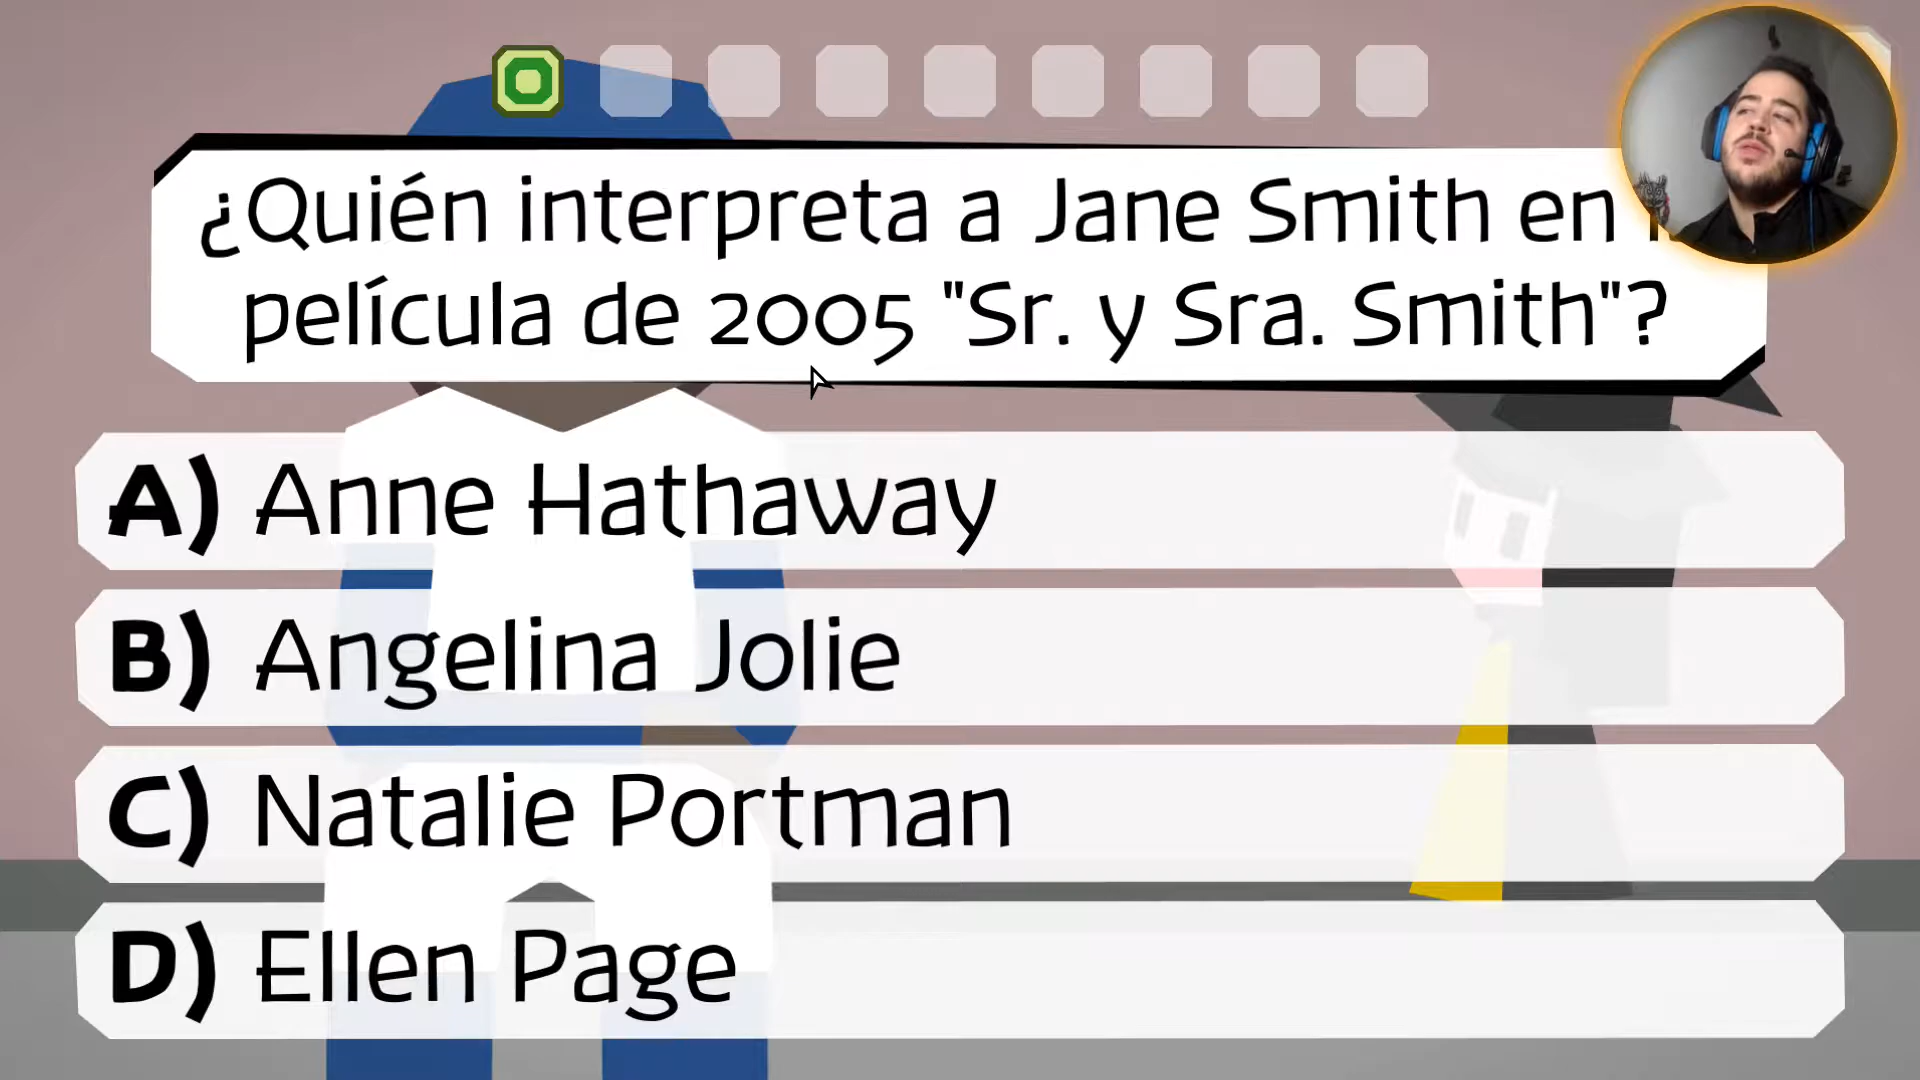 ¿Quién interpreta a Jane Smith en
película de 2005 "Sr. y Sra. Smith"?
A) Anne Hathaway
B) Angelina Jolie
C) Natalie Portman
D) Ellen Page